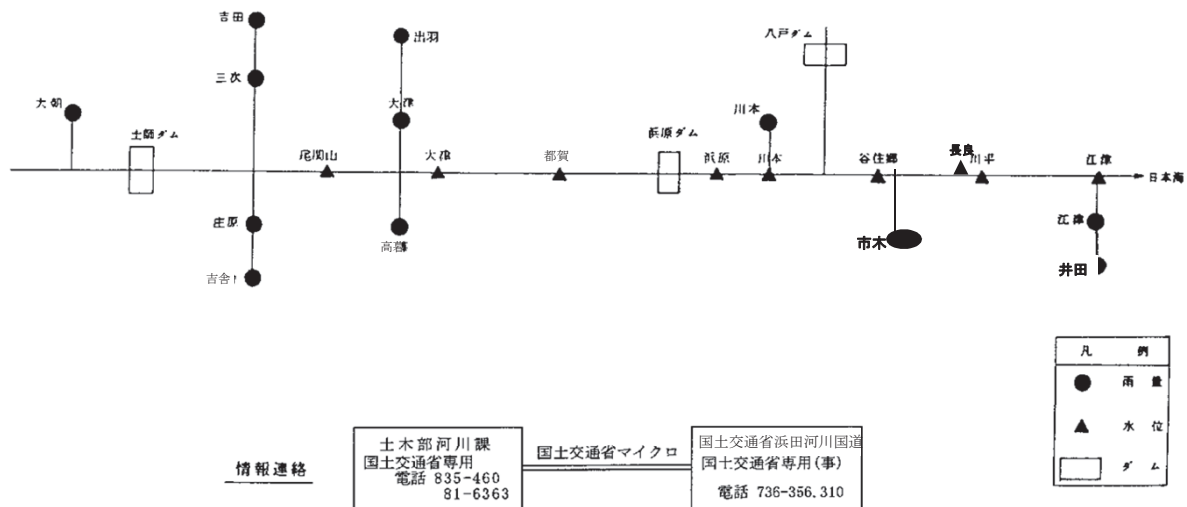 吉田
出羽
八戸ダム
三次
大朝
大津
川本
土師ダム
浜原ダム
尾関山
大津
都賀
浜原
川本
谷住郷
長良
川平
江津
日本海
庄原
江津
高暮
市木
井田
吉舎
凡 例
雨 量
水 位
ダ ム
情報連絡
土木部河川課
国土交通省専用
電話 835-460
81-6363
国土交通省マイクロ
国土交通省浜田河川国道
国土交通省専用(事)
電話 736-356.310